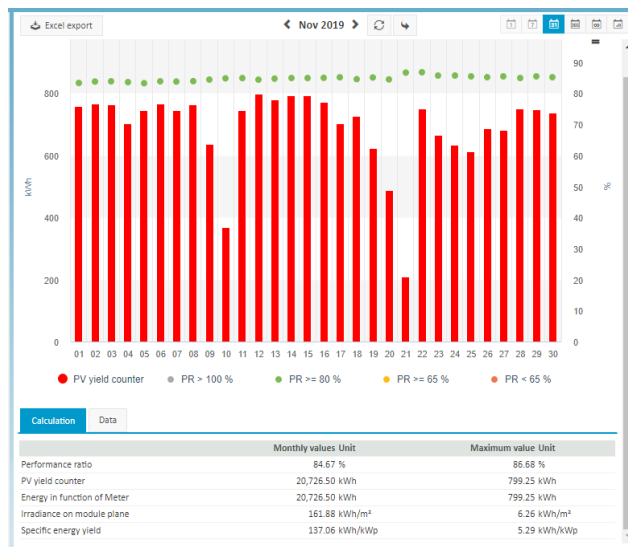 Excel export
Nov 2019
90
800 80
70
600 60
kWh
50 %
400 40
30
200 20
10
0 0
01 02 03 04 05 06 07 08 09 10 11 12 13 14 15 16 17 18 19 20 21 22 23 24 25 26 27 28 29 30
PV yield counter PR > 100 % PR >= 80 % PR >= 65 % PR < 65 %
Calculation Data
Monthly values Unit Maximum value Unit
Performance ratio 84.67 % 86.68 %
PV yield counter 20,726.50 kWh 799.25 kWh
Energy in function of Meter 20,726.50 kWh 799.25 kWh
Irradiance on module plane 161.88 kWh/m² 6.26 kWh/m²
Specific energy yield 137.06 kWh/kWp 5.29 kWh/kWp